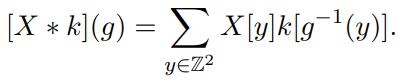 [X * k](g) = ∑_{y∈ℤ²} X[y]k[g⁻¹(y)].